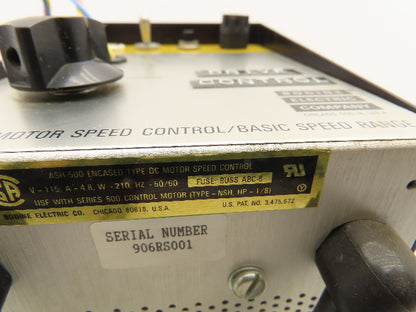 CONTROL
BODINE
ELECTRIC
COMPANY
MOTOR SPEED CONTROL/BASIC SPEED RANGE
ASH-500 ENCASED TYPE DC MOTOR SPEED CONTROL
V-115, A-4.8, W-210, HZ-50/60 FUSE-BUSS ABC-6
USE WITH SERIES 500 CONTROL MOTOR (TYPE-NSH, HP-1/8)
BODINE ELECTRIC CO. CHICAGO 60618, U.S.A. U.S. PAT. NO. 3,475,672
SERIAL NUMBER
906RS001